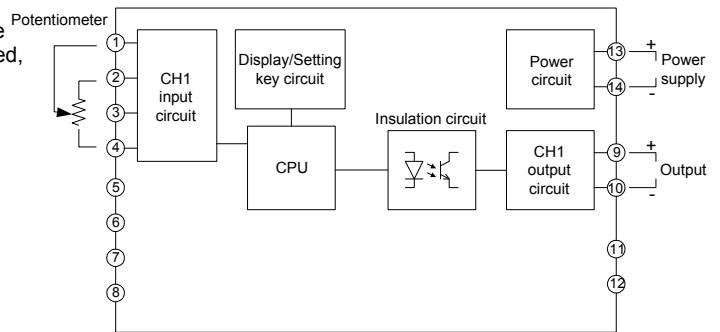 e
ed,
Potentiometer
1
2
3
4
5
6
7
8
CH1
input
circuit
Display/Setting
key circuit
CPU
Insulation circuit
Power
circuit
CH1
output
circuit
13
14
9
10
11
12
+
Power
supply
-
+
Output
-